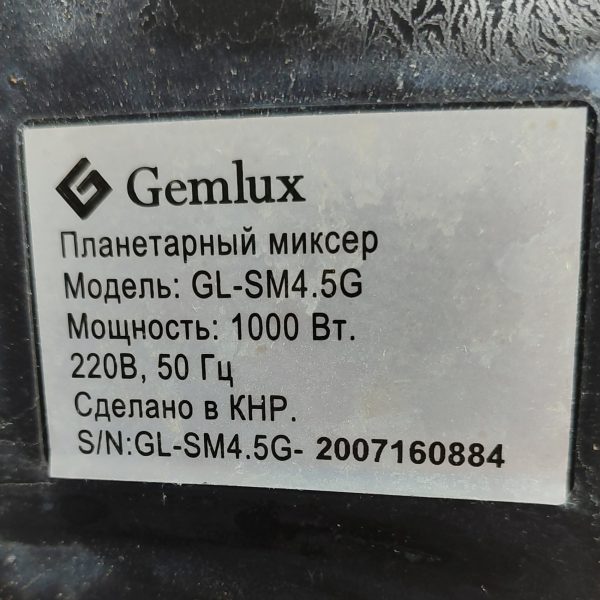 Gemlux
Планетарный миксер
Модель: GL-SM4.5G
Мощность: 1000 Вт.
220В, 50 Гц
Сделано в КНР.
S/N:GL-SM4.5G- 2007160884